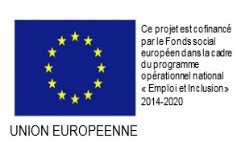 Ce projet est cofinancé
par le Fonds social
européen dans la cadre
du programme
opérationnel national
« Emploi et Inclusion»
2014-2020
UNION EUROPEENNE